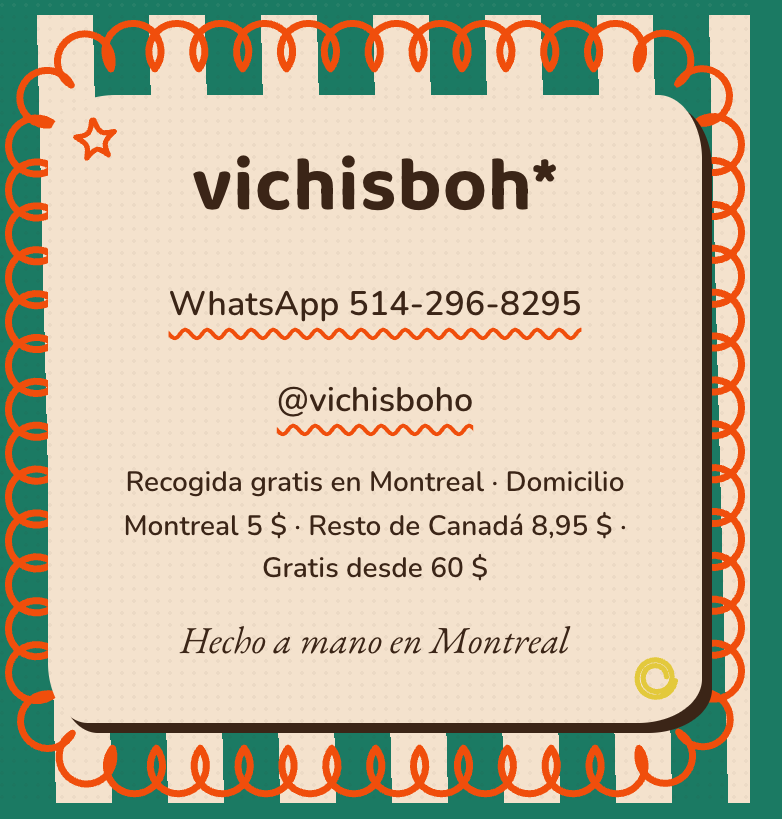 vichisboh*
WhatsApp 514-296-8295
@vichisboho
Recogida gratis en Montreal · Domicilio
Montreal 5 $ · Resto de Canadá 8,95 $ ·
Gratis desde 60 $
Hecho a mano en Montreal